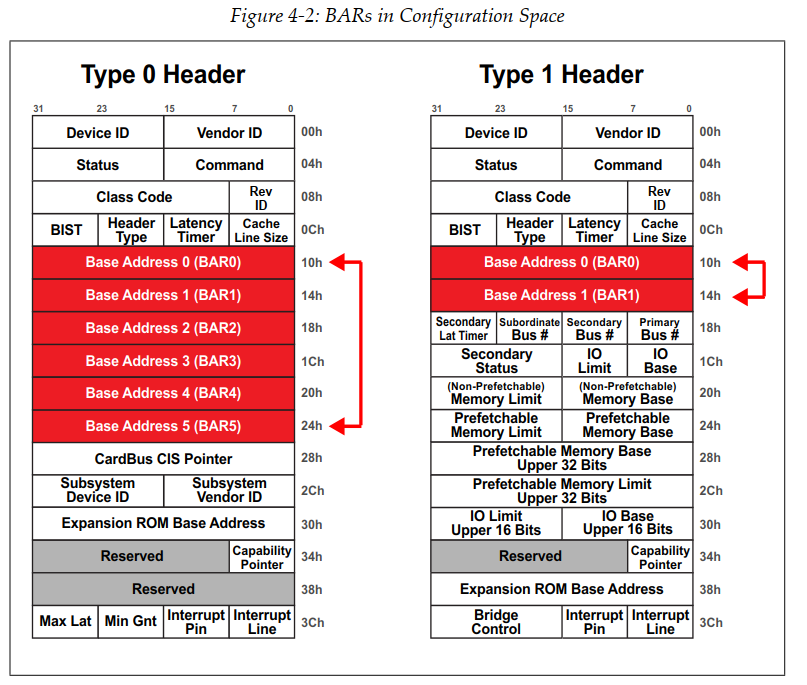 Figure 4-2: BARs in Configuration Space
Type 0 Header
31 23 15 7 0
Device ID Vendor ID 00h
Status Command 04h
Class Code Rev ID 08h
BIST Header Type Latency Timer Cache Line Size 0Ch
Base Address 0 (BAR0) 10h
Base Address 1 (BAR1) 14h
Base Address 2 (BAR2) 18h
Base Address 3 (BAR3) 1Ch
Base Address 4 (BAR4) 20h
Base Address 5 (BAR5) 24h
CardBus CIS Pointer 28h
Subsystem Device ID Subsystem Vendor ID 2Ch
Expansion ROM Base Address 30h
Reserved Capability Pointer 34h
Reserved 38h
Max Lat Min Gnt Interrupt Pin Interrupt Line 3Ch
Type 1 Header
31 23 15 7 0
Device ID Vendor ID 00h
Status Command 04h
Class Code Rev ID 08h
BIST Header Type Latency Timer Cache Line Size 0Ch
Base Address 0 (BAR0) 10h
Base Address 1 (BAR1) 14h
Secondary Lat Timer Subordinate Bus # Secondary Bus # Primary Bus # 18h
Secondary Status IO Limit IO Base 1Ch
(Non-Prefetchable) Memory Limit (Non-Prefetchable) Memory Base 20h
Prefetchable Memory Limit Prefetchable Memory Base 24h
Prefetchable Memory Base Upper 32 Bits 28h
Prefetchable Memory Limit Upper 32 Bits 2Ch
IO Limit Upper 16 Bits IO Base Upper 16 Bits 30h
Reserved Capability Pointer 34h
Expansion ROM Base Address 38h
Bridge Control Interrupt Pin Interrupt Line 3Ch